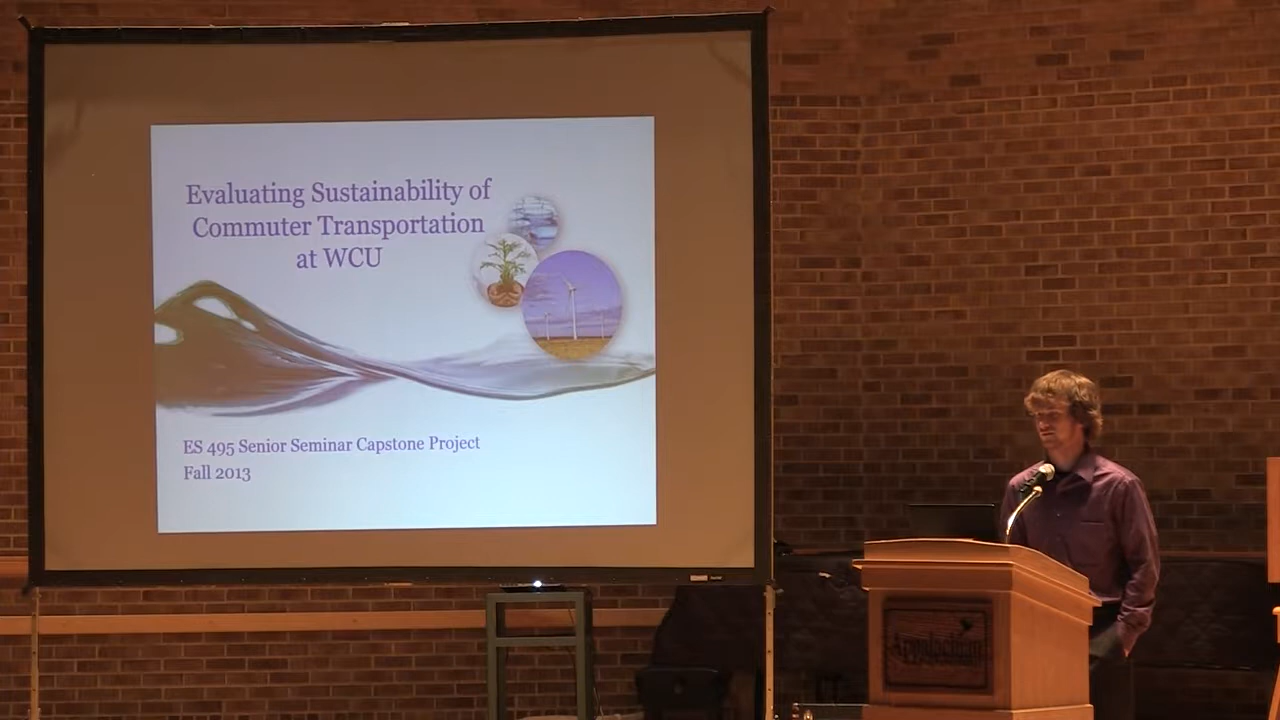 Evaluating Sustainability of
Commuter Transportation
at WCU
ES 495 Senior Seminar Capstone Project
Fall 2013
Appalachian